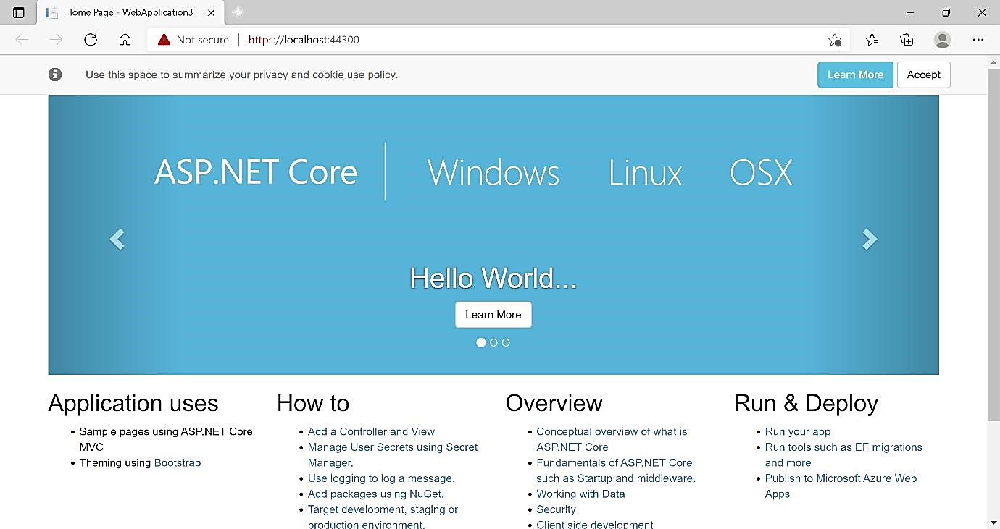 Home Page - WebApplication3
Not secure
https://localhost:44300
Use this space to summarize your privacy and cookie use policy.
Learn More
Accept
ASP.NET Core
Windows
Linux
OSX
Hello World...
Learn More
Application uses
Sample pages using ASP.NET Core
MVC
Theming using Bootstrap
How to
Add a Controller and View
Manage User Secrets using Secret
Manager.
Use logging to log a message.
Add packages using NuGet.
Target development, staging or
production environment.
Overview
Conceptual overview of what is
ASP.NET Core
Fundamentals of ASP.NET Core
such as Startup and middleware.
Working with Data
Security
Client side development
Run & Deploy
Run your app
Run tools such as EF migrations
and more
Publish to Microsoft Azure Web
Apps